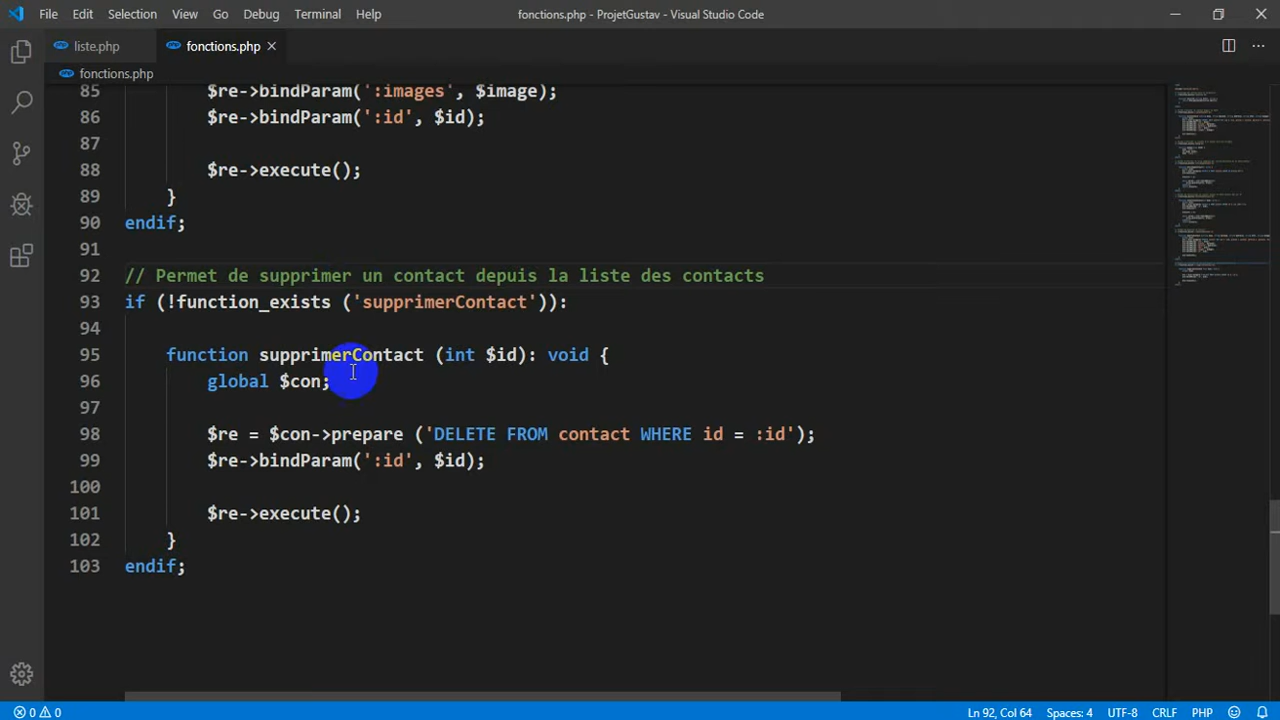 File Edit Selection View Go Debug Terminal Help fonctions.php - ProjetGustav - Visual Studio Code
liste.php fonctions.php
fonctions.php
85 $re->bindParam(':images', $image);
86 $re->bindParam(':id', $id);
87
88 $re->execute();
89 }
90 endif;
91
92 // Permet de supprimer un contact depuis la liste des contacts
93 if (!function_exists ('supprimerContact')):
94
95 function supprimerContact (int $id): void {
96 global $con;
97
98 $re = $con->prepare ('DELETE FROM contact WHERE id = :id');
99 $re->bindParam(':id', $id);
100
101 $re->execute();
102 }
103 endif;
0 0 Ln 92, Col 64 Spaces: 4 UTF-8 CRLF PHP